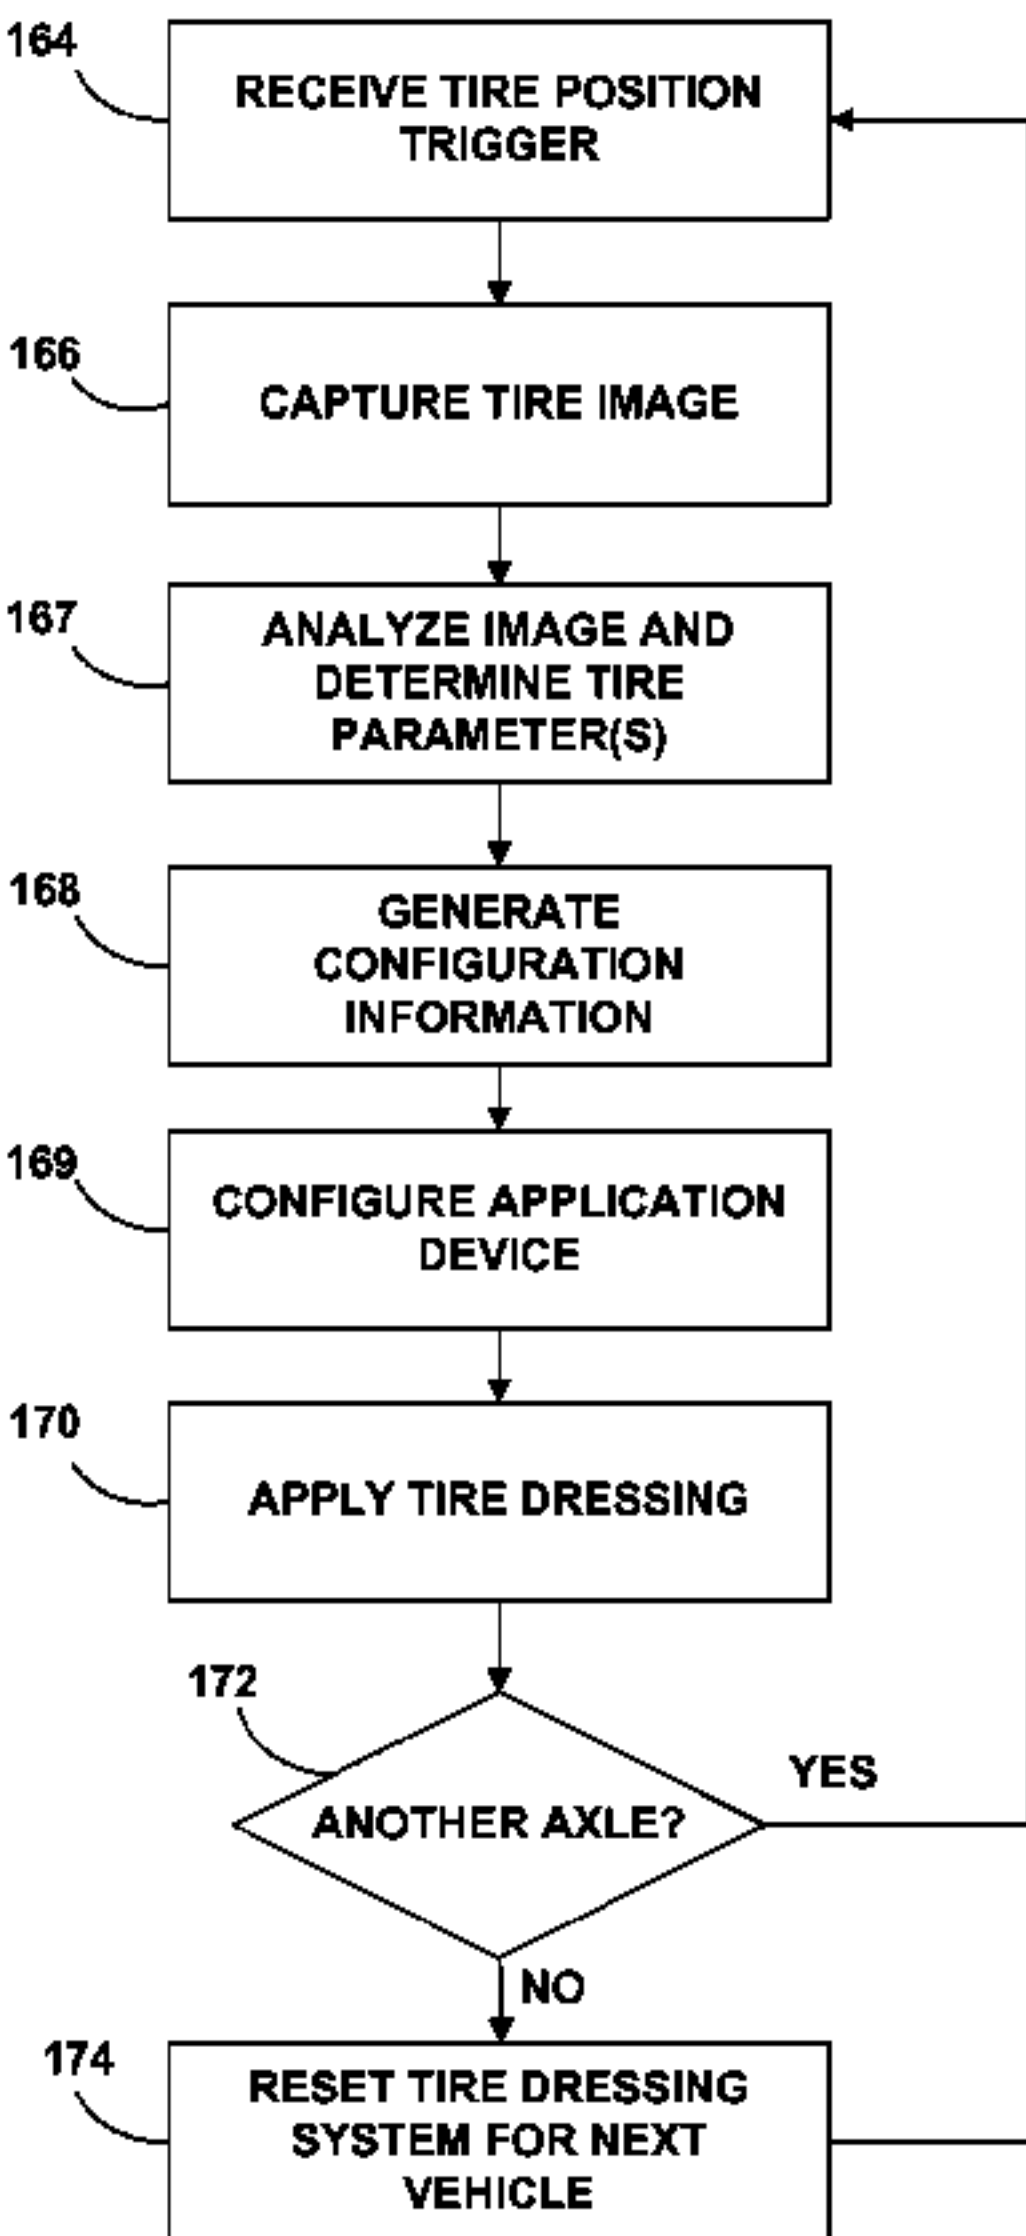 164
RECEIVE TIRE POSITION
TRIGGER
166
CAPTURE TIRE IMAGE
167
ANALYZE IMAGE AND
DETERMINE TIRE
PARAMETER(S)
168
GENERATE
CONFIGURATION
INFORMATION
169
CONFIGURE APPLICATION
DEVICE
170
APPLY TIRE DRESSING
172
ANOTHER AXLE?
YES
NO
174
RESET TIRE DRESSING
SYSTEM FOR NEXT
VEHICLE